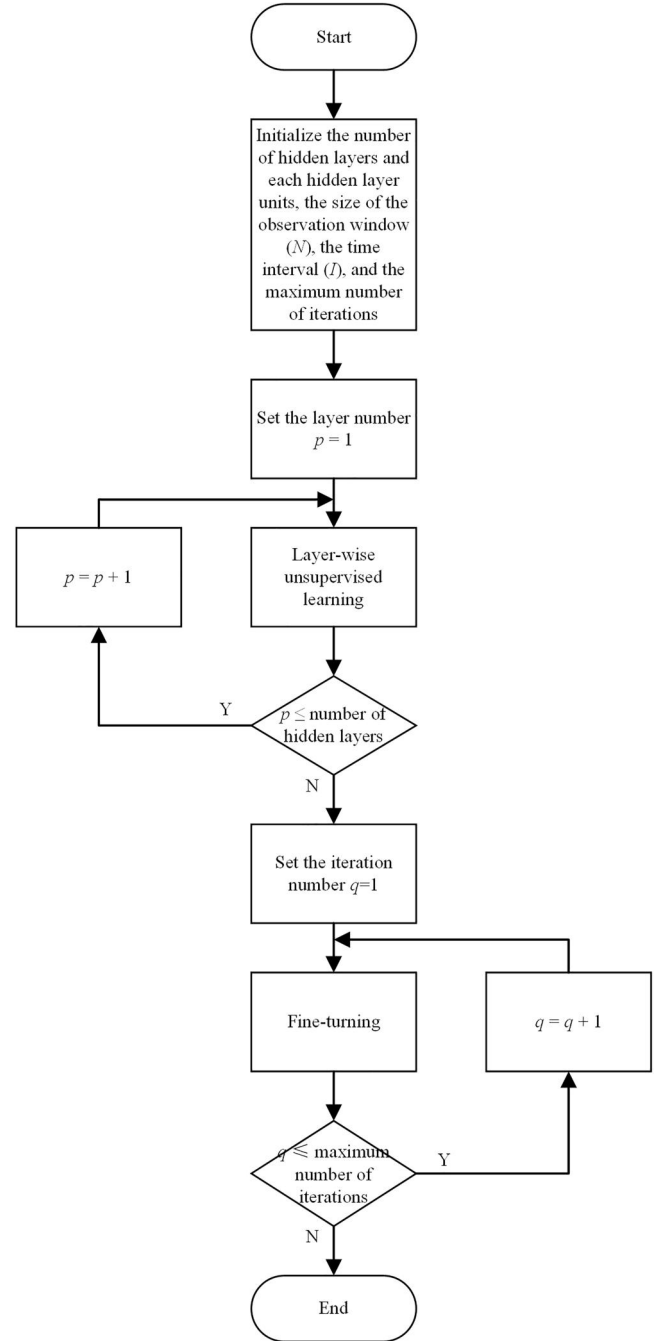 Start
Initialize the number
of hidden layers and
each hidden layer
units, the size of the
observation window
(N), the time
interval (I), and the
maximum number
of iterations
Set the layer number
p = 1
p = p + 1
Layer-wise
unsupervised
learning
Y
p ≤ number of
hidden layers
N
Set the iteration
number q=1
Fine-turning
q = q + 1
q ⩽ maximum
number of
iterations
Y
N
End